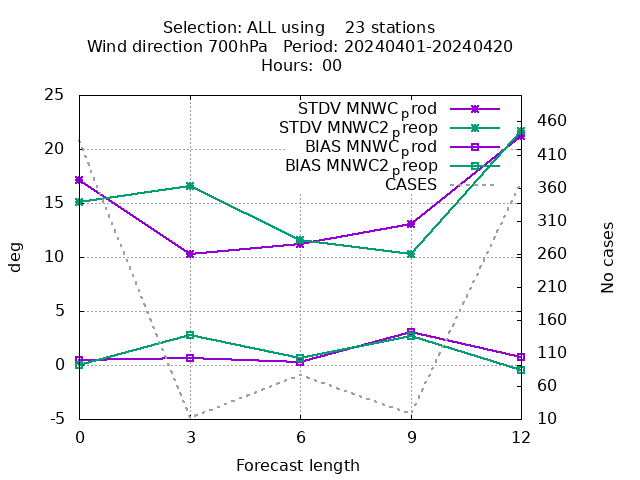 Selection: ALL using    23 stations
Wind direction 700hPa   Period: 20240401-20240420
Hours: 00
STDV MNWC_prod
STDV MNWC2_preop
BIAS MNWC_prod
BIAS MNWC2_preop
CASES
25
20
15
10
5
0
-5
deg
460
410
360
310
260
210
160
110
60
10
No cases
0 3 6 9 12
Forecast length